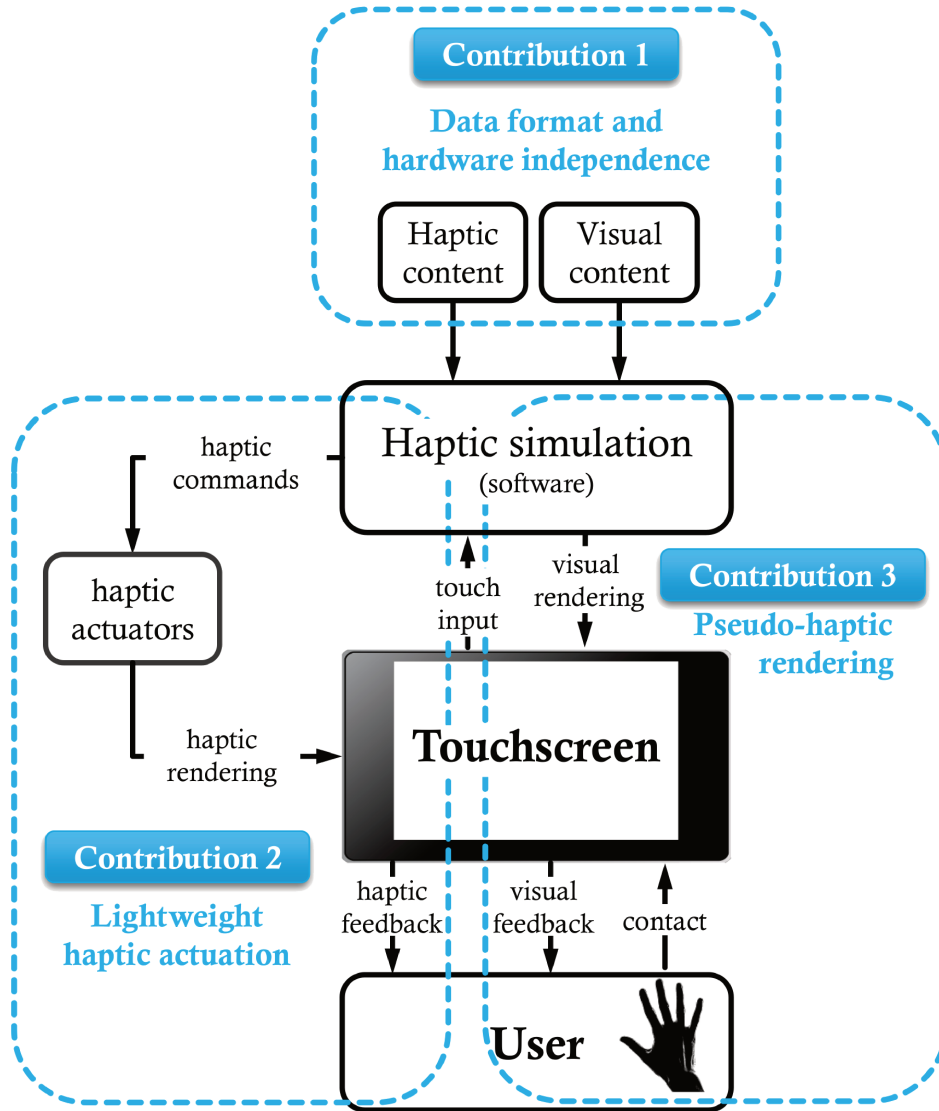 Contribution 1
Data format and
hardware independence
Haptic
content
Visual
content
Haptic simulation
(software)
haptic
commands
haptic
actuators
touch
input
visual
rendering
Contribution 3
Pseudo-haptic
rendering
haptic
rendering
Touchscreen
Contribution 2
Lightweight
haptic actuation
haptic
feedback
visual
feedback
contact
User